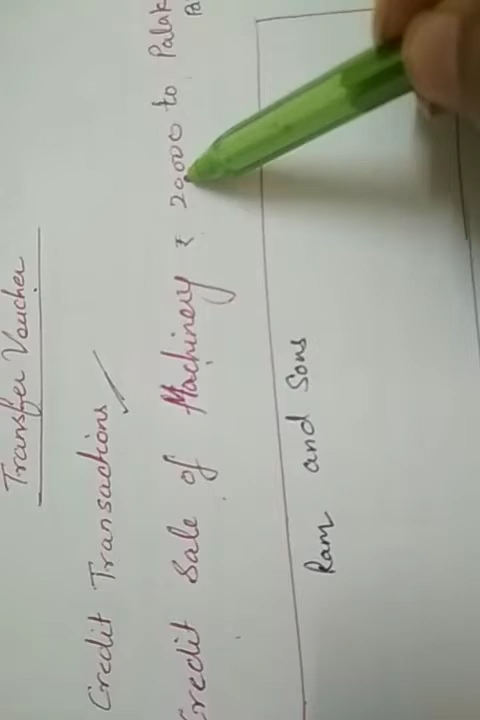 Transfer Voucher
Credit Transactions
Credit Sale of Machinery ₹ 20000 to Palak
Ram and Sons